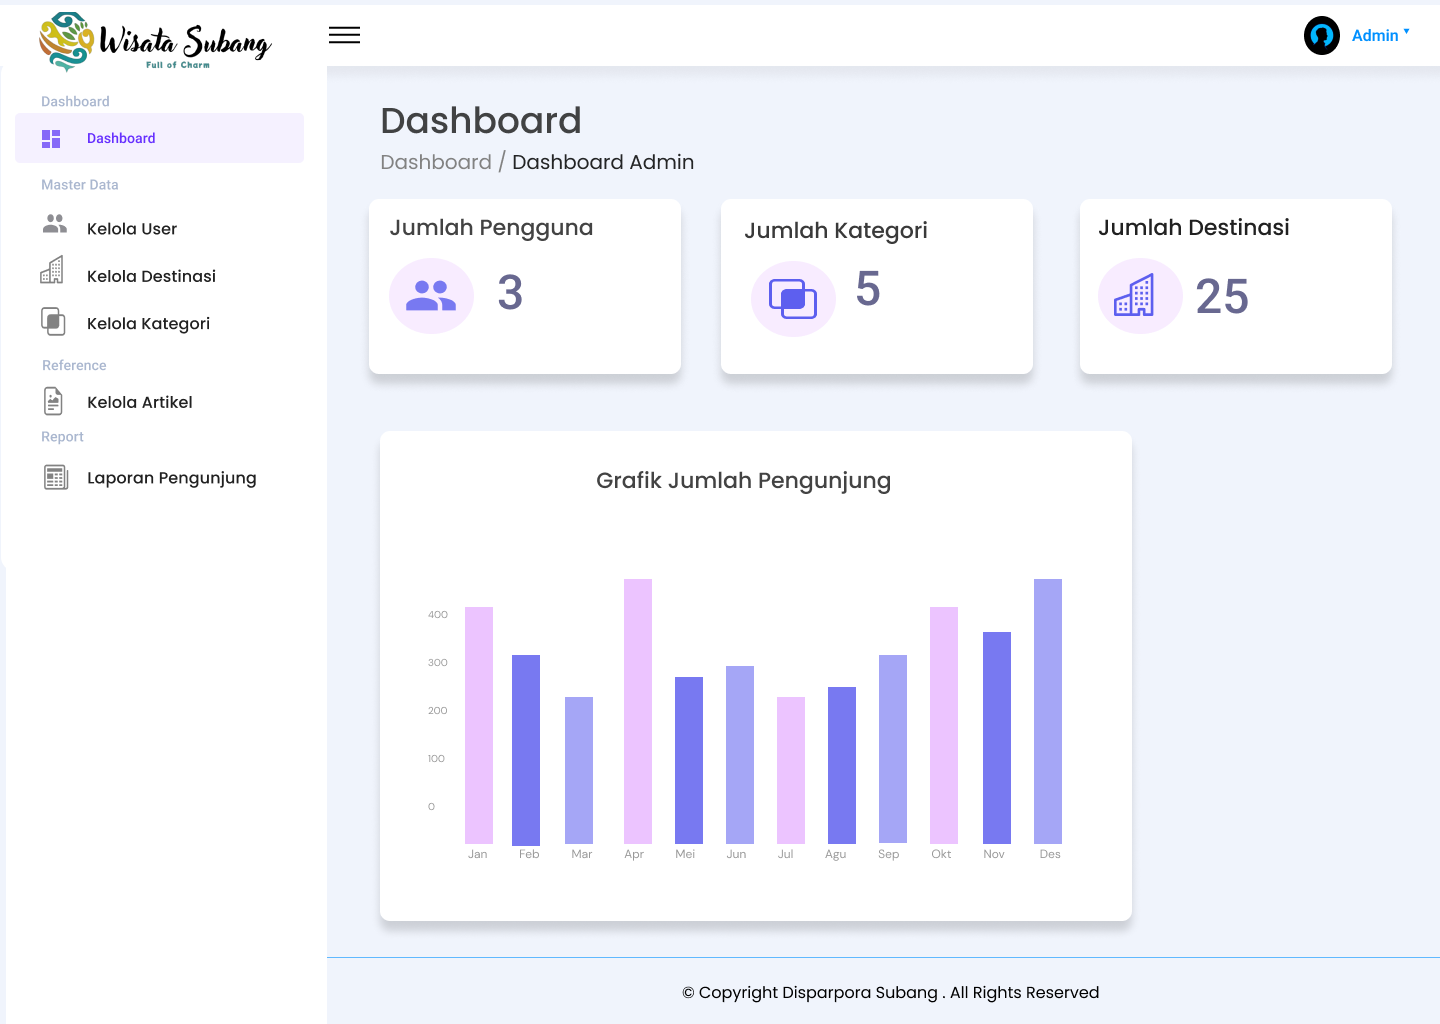 Wisata Subang
Full of Charm
Admin
Dashboard
Dashboard
Master Data
Kelola User
Kelola Destinasi
Kelola Kategori
Reference
Kelola Artikel
Report
Laporan Pengunjung
Dashboard
Dashboard / Dashboard Admin
Jumlah Pengguna
3
Jumlah Kategori
5
Jumlah Destinasi
25
Grafik Jumlah Pengunjung
400
300
200
100
0
Jan Feb Mar Apr Mei Jun Jul Agu Sep Okt Nov Des
© Copyright Disparpora Subang . All Rights Reserved